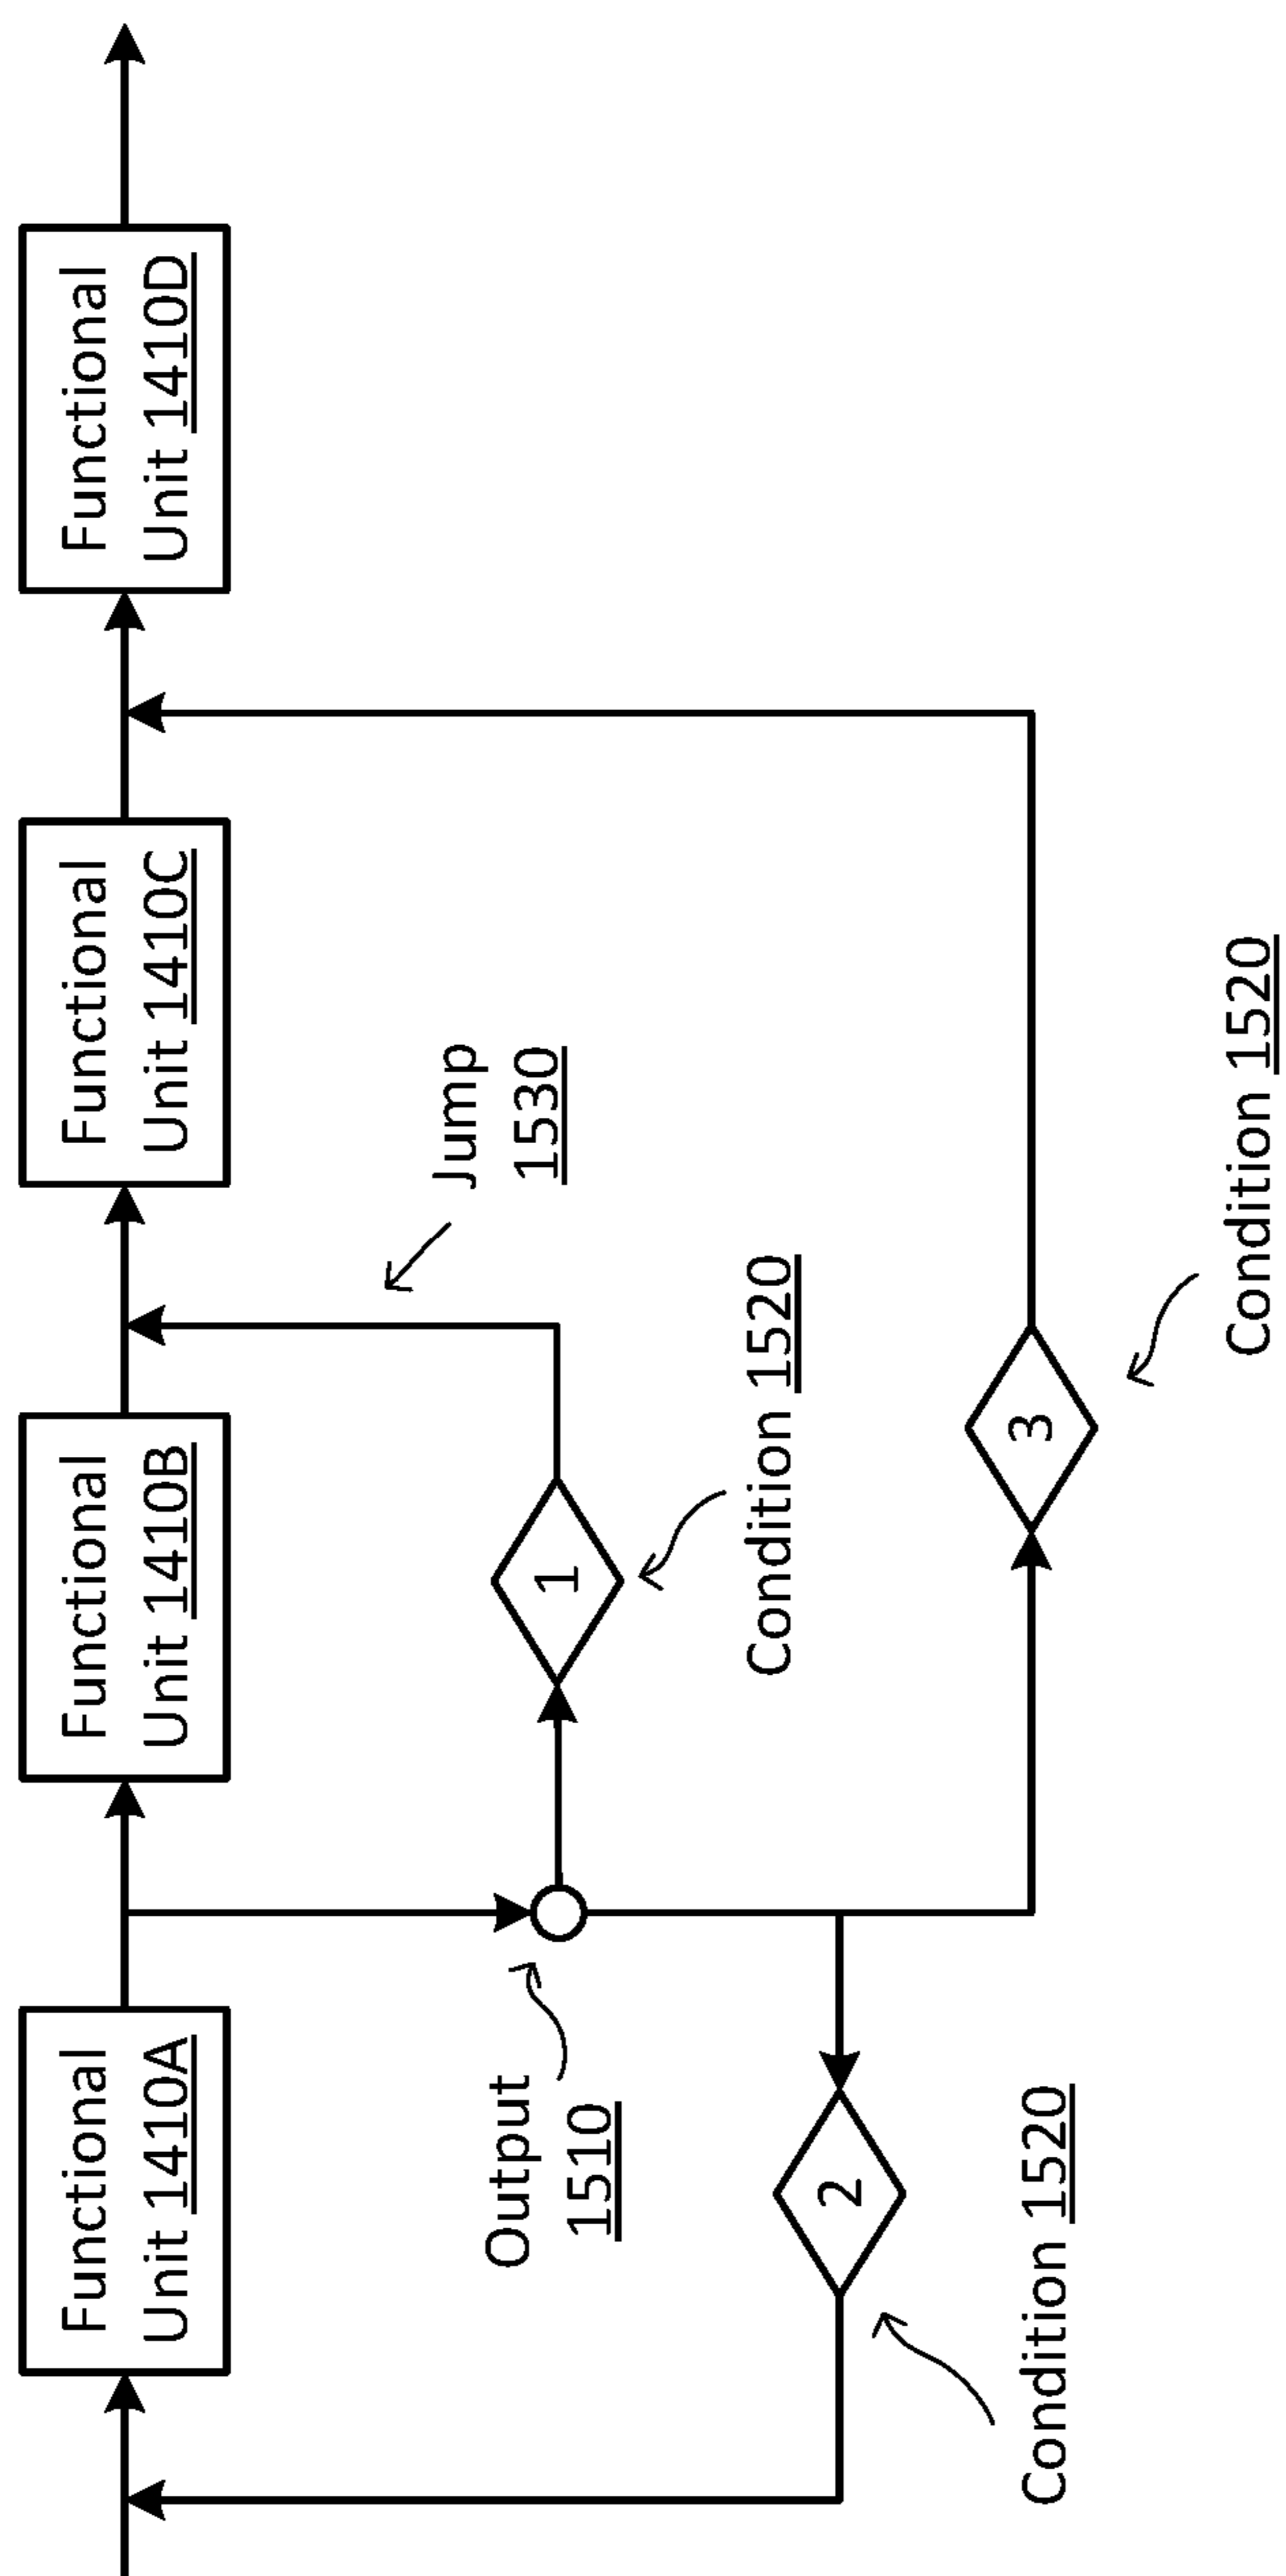 Functional
Unit 1410A
Functional
Unit 1410B
Functional
Unit 1410C
Functional
Unit 1410D
Output
1510
Jump
1530
1
Condition 1520
2
Condition 1520
3
Condition 1520